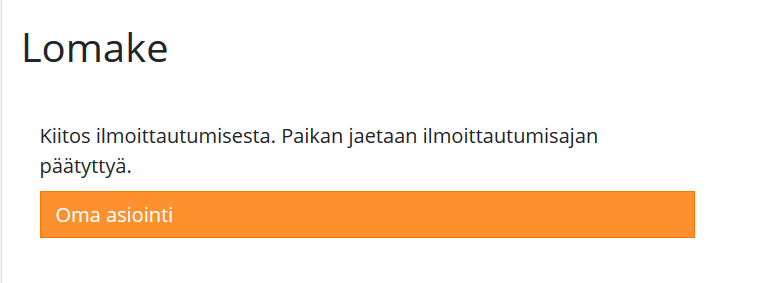 Lomake
Kiitos ilmoittautumisesta. Paikan jaetaan ilmoittautumisajan
päätyttyä.
Oma asiointi